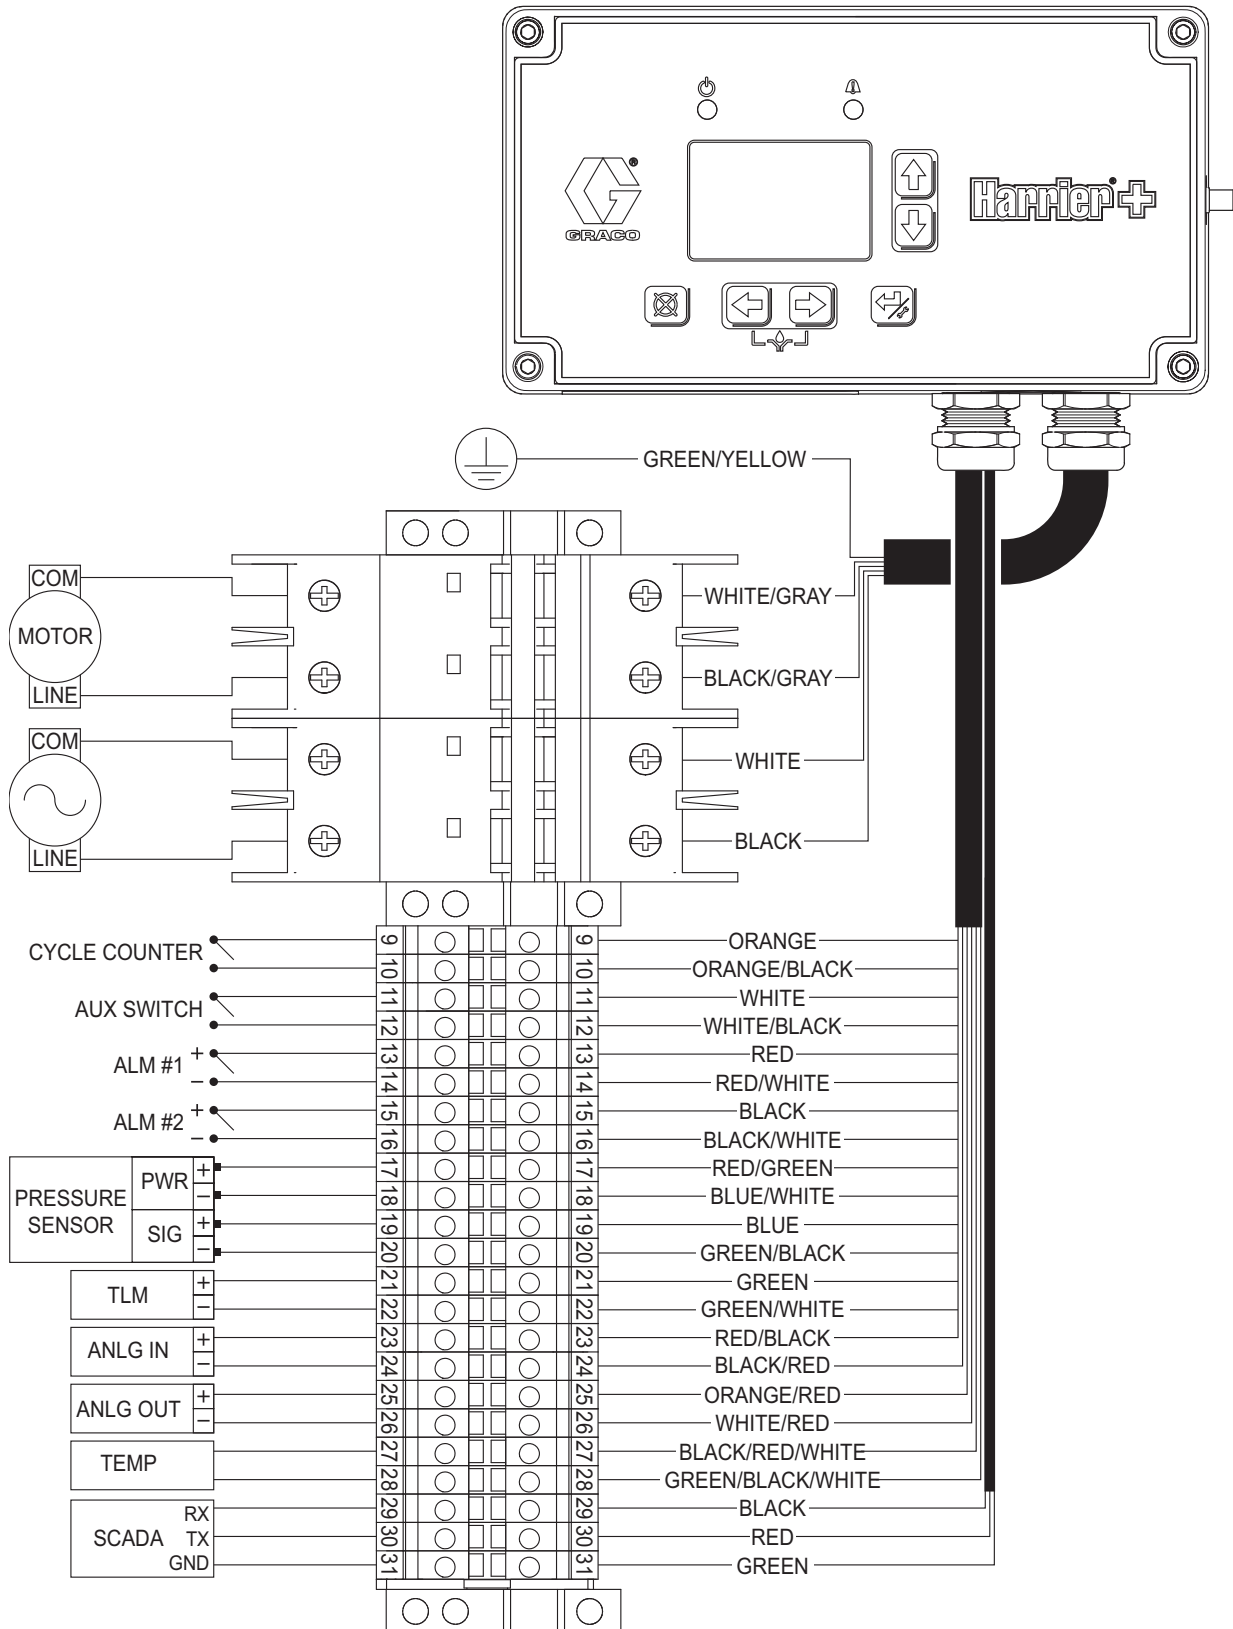 GRACO
Harrier+
GREEN/YELLOW
COM
MOTOR
LINE
WHITE/GRAY
BLACK/GRAY
COM
LINE
WHITE
BLACK
CYCLE COUNTER
9 9 ORANGE
10 10 ORANGE/BLACK
AUX SWITCH
11 11 WHITE
12 12 WHITE/BLACK
ALM #1
+ 13 13 RED
− 14 14 RED/WHITE
ALM #2
+ 15 15 BLACK
− 16 16 BLACK/WHITE
PRESSURE
SENSOR
PWR
+ 17 17 RED/GREEN
− 18 18 BLUE/WHITE
SIG
+ 19 19 BLUE
− 20 20 GREEN/BLACK
TLM
+ 21 21 GREEN
− 22 22 GREEN/WHITE
ANLG IN
+ 23 23 RED/BLACK
− 24 24 BLACK/RED
ANLG OUT
+ 25 25 ORANGE/RED
− 26 26 WHITE/RED
TEMP
27 27 BLACK/RED/WHITE
28 28 GREEN/BLACK/WHITE
SCADA
RX 29 29 BLACK
TX 30 30 RED
GND 31 31 GREEN